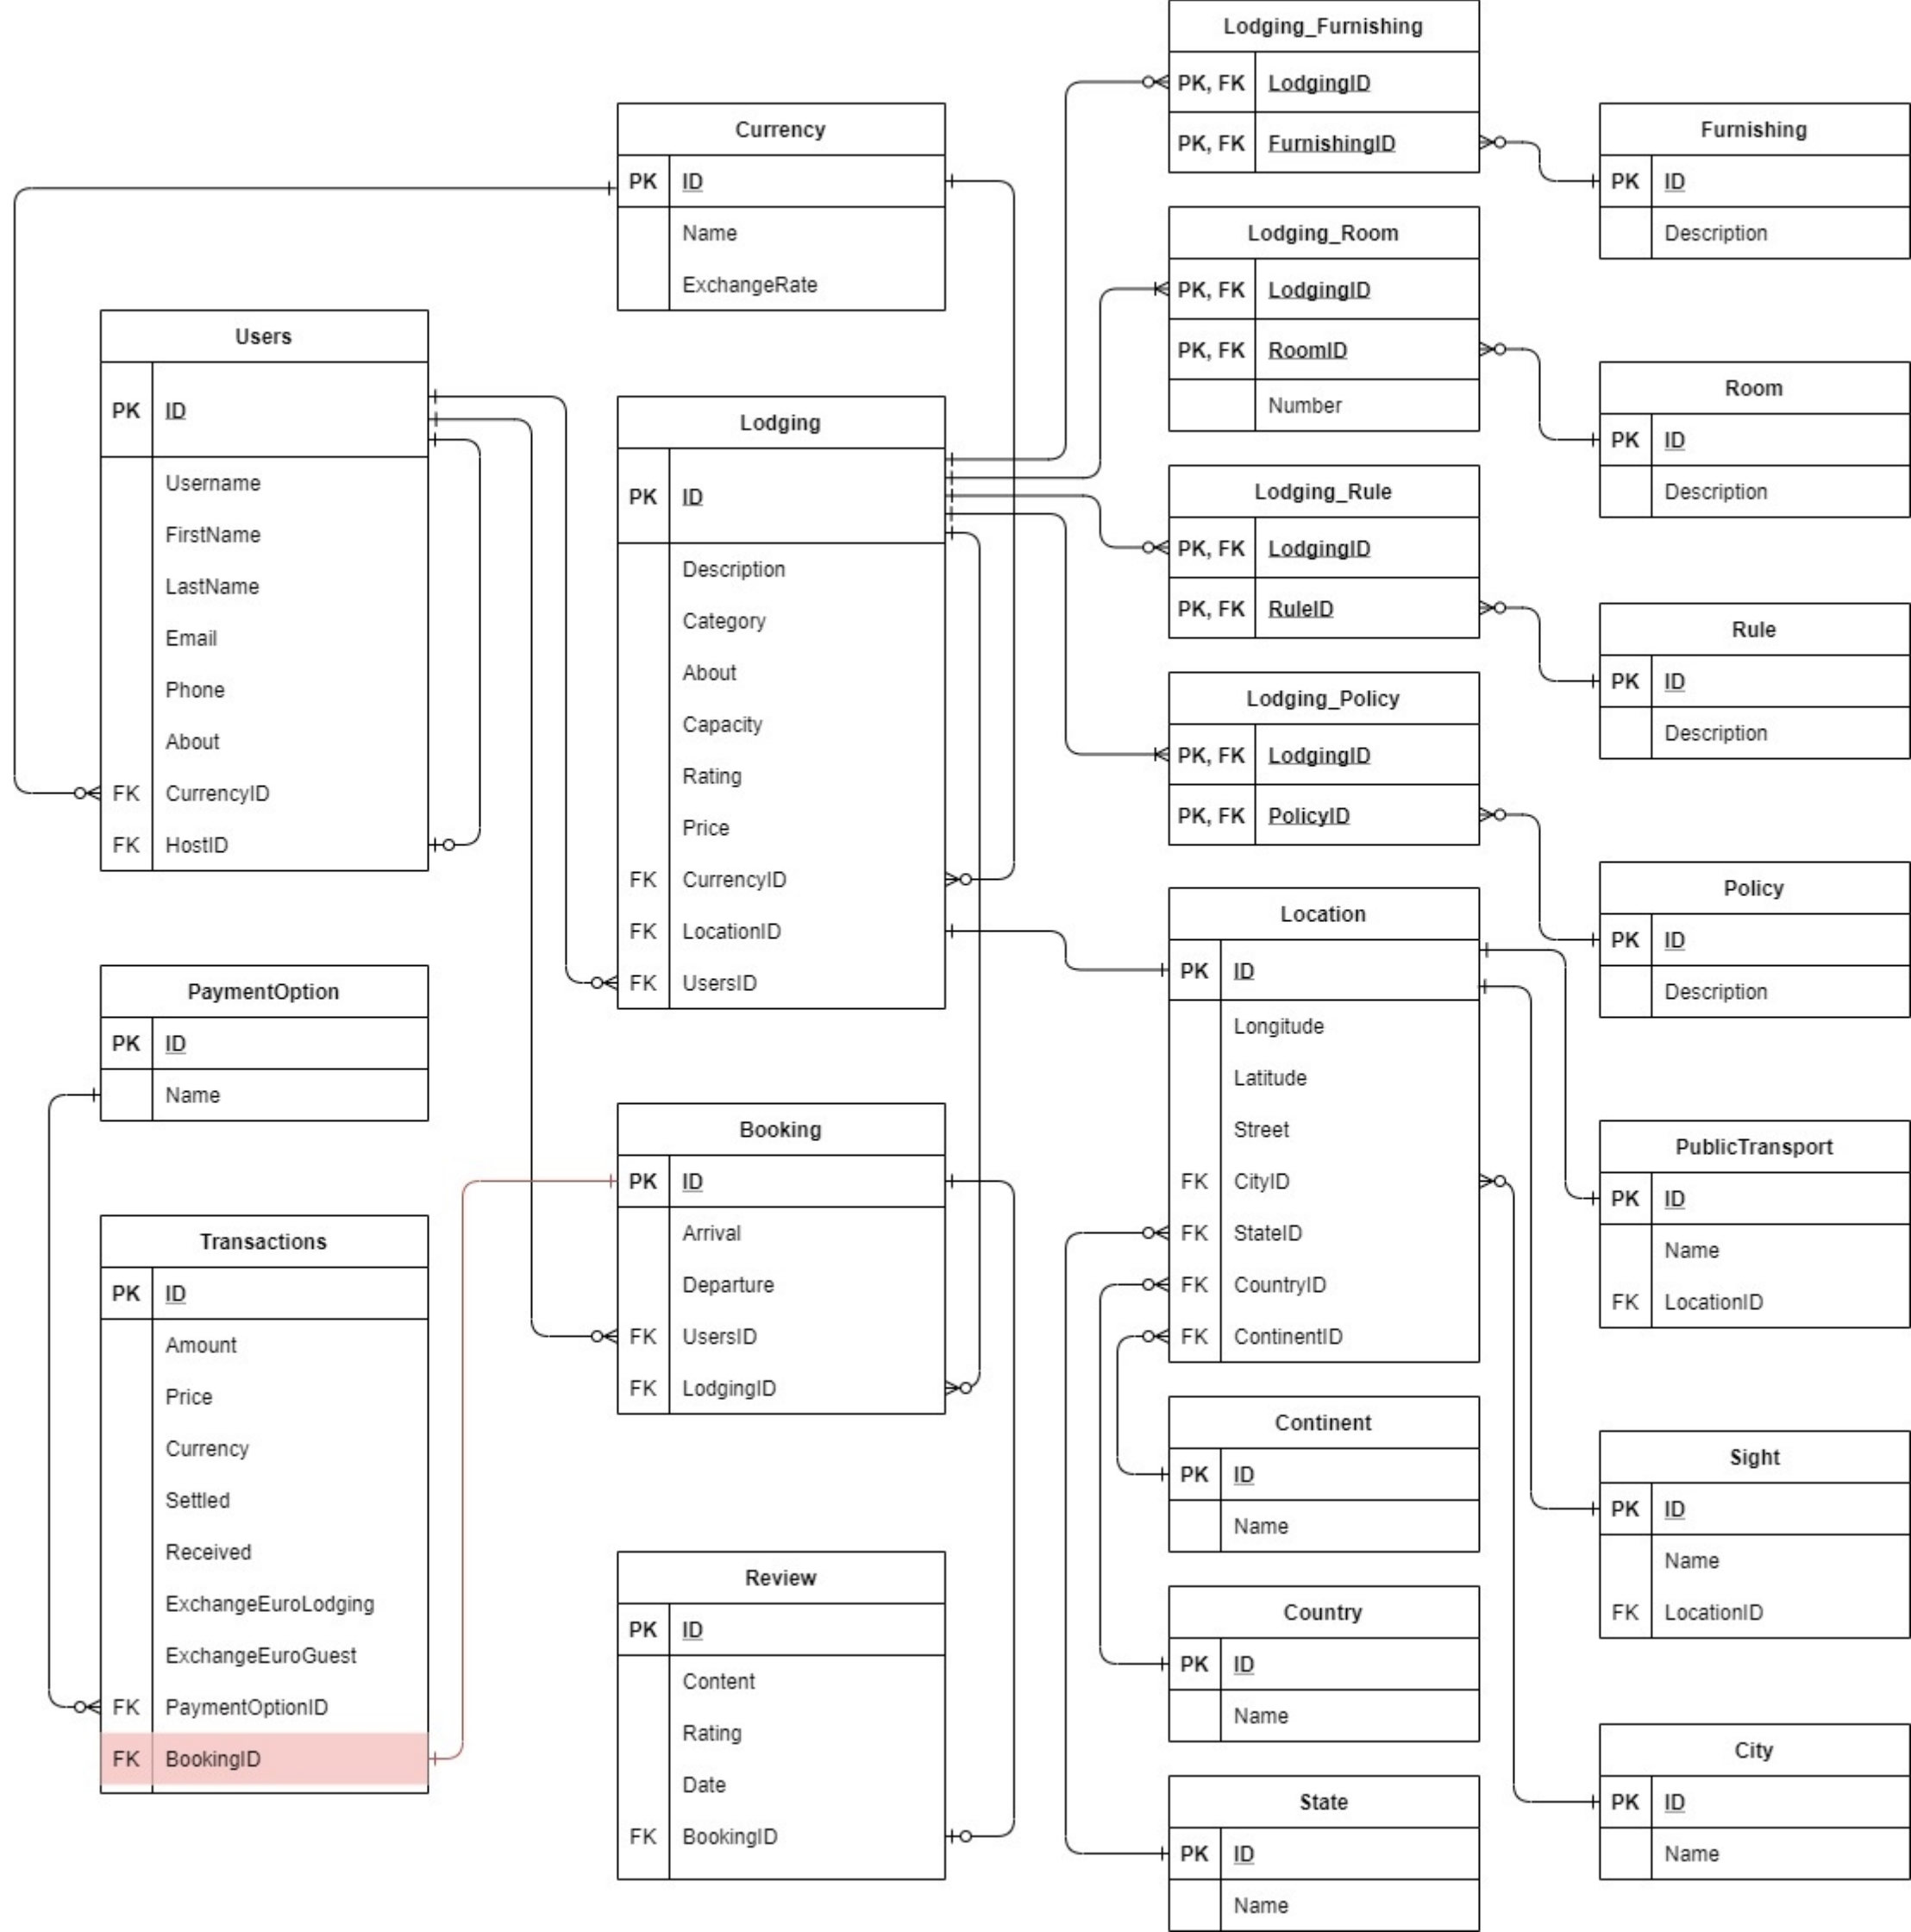 Lodging_Furnishing
PK, FK LodgingID
PK, FK FurnishingID
Currency
PK ID
Name
ExchangeRate
Furnishing
PK ID
Description
Lodging_Room
PK, FK LodgingID
PK, FK RoomID
Number
Users
PK ID
Username
FirstName
LastName
Email
Phone
About
FK CurrencyID
FK HostID
Lodging
PK ID
Description
Category
About
Capacity
Rating
Price
FK CurrencyID
FK LocationID
FK UsersID
Room
PK ID
Description
Lodging_Rule
PK, FK LodgingID
PK, FK RuleID
Rule
PK ID
Description
Lodging_Policy
PK, FK LodgingID
PK, FK PolicyID
Policy
PK ID
Description
Location
PK ID
Longitude
Latitude
Street
FK CityID
FK StateID
FK CountryID
FK ContinentID
PaymentOption
PK ID
Name
Booking
PK ID
Arrival
Departure
FK UsersID
FK LodgingID
PublicTransport
PK ID
Name
FK LocationID
Transactions
PK ID
Amount
Price
Currency
Settled
Received
ExchangeEuroLodging
ExchangeEuroGuest
FK PaymentOptionID
FK BookingID
Continent
PK ID
Name
Sight
PK ID
Name
FK LocationID
Review
PK ID
Content
Rating
Date
FK BookingID
Country
PK ID
Name
City
PK ID
Name
State
PK ID
Name